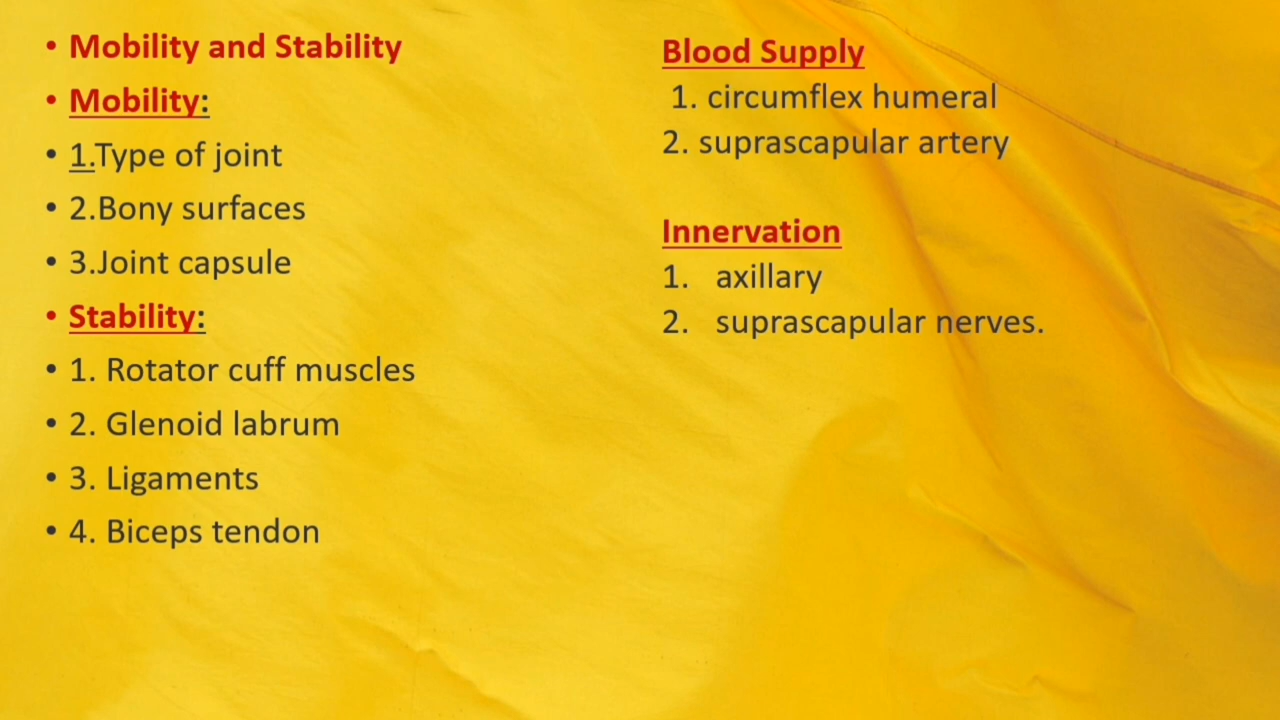 • Mobility and Stability
• Mobility:
• 1.Type of joint
• 2.Bony surfaces
• 3.Joint capsule
• Stability:
• 1. Rotator cuff muscles
• 2. Glenoid labrum
• 3. Ligaments
• 4. Biceps tendon
Blood Supply
1. circumflex humeral
2. suprascapular artery
Innervation
1. axillary
2. suprascapular nerves.